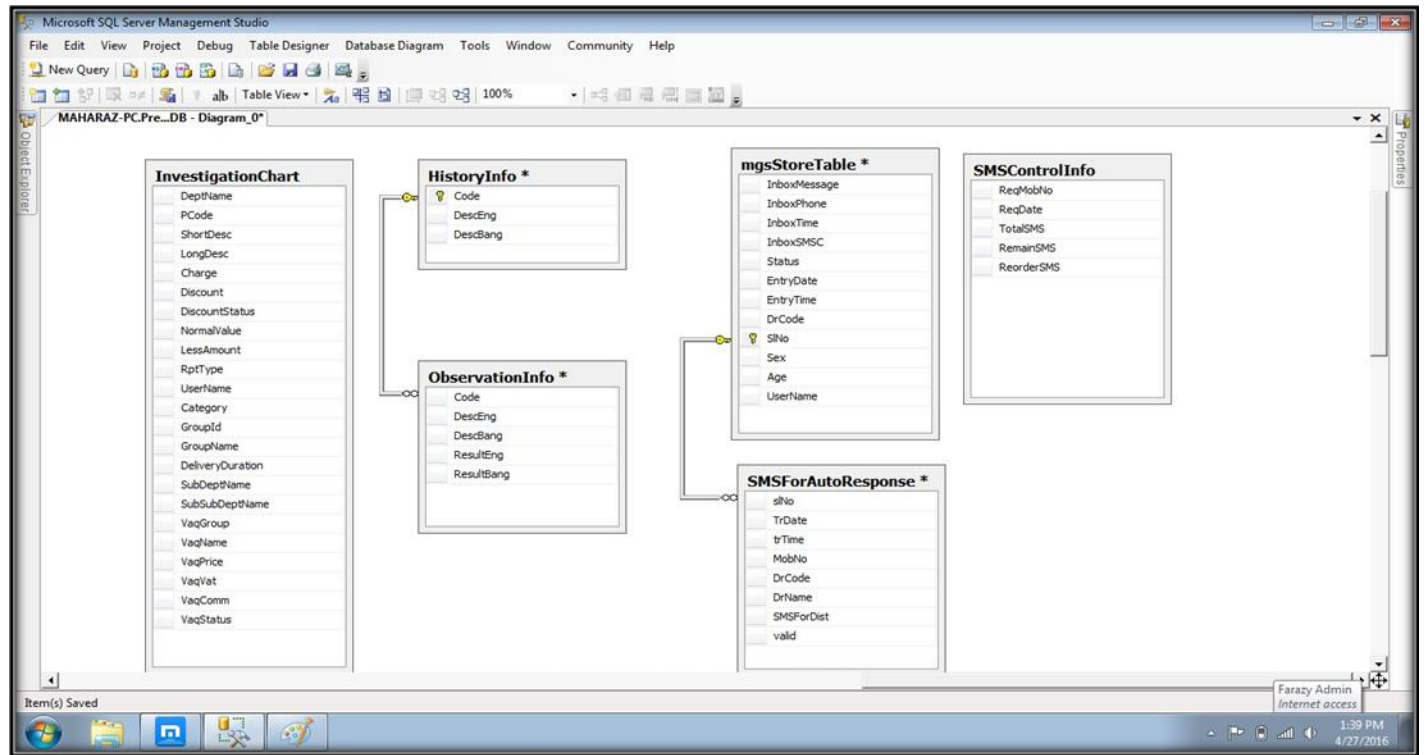 Microsoft SQL Server Management Studio
File Edit View Project Debug Table Designer Database Diagram Tools Window Community Help
New Query
ab Table View 100%
MAHARAZ-PC.Pre...DB - Diagram_0*
Object Explorer
Properties
InvestigationChart
DeptName
PCode
ShortDesc
LongDesc
Charge
Discount
DiscountStatus
NormalValue
LessAmount
RptType
UserName
Category
GroupId
GroupName
DeliveryDuration
SubDeptName
SubSubDeptName
VaqGroup
VaqName
VaqPrice
VaqVat
VaqComm
VaqStatus
HistoryInfo *
Code
DescEng
DescBang
ObservationInfo *
Code
DescEng
DescBang
ResultEng
ResultBang
mgsStoreTable *
InboxMessage
InboxPhone
InboxTime
InboxSMSC
Status
EntryDate
EntryTime
DrCode
SlNo
Sex
Age
UserName
SMSForAutoResponse *
slNo
TrDate
trTime
MobNo
DrCode
DrName
SMSForDist
valid
SMSControlInfo
ReqMobNo
ReqDate
TotalSMS
RemainSMS
ReorderSMS
Item(s) Saved
Farazy Admin
Internet access
1:39 PM
4/27/2016